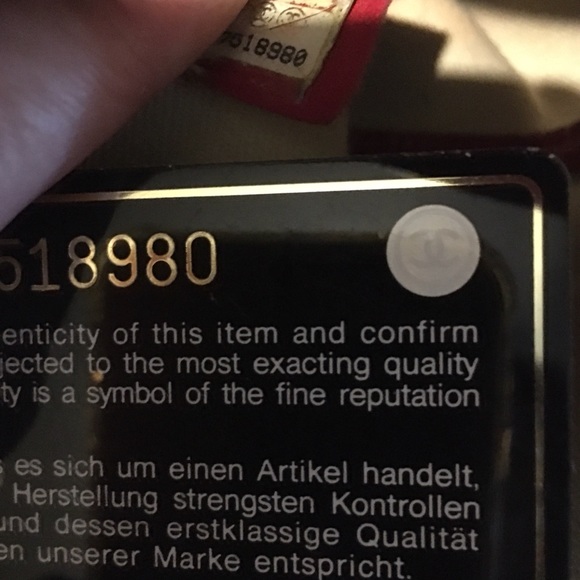 7518980
518980
enticity of this item and confirm
jected to the most exacting quality
ty is a symbol of the fine reputation
s es sich um einen Artikel handelt,
Herstellung strengsten Kontrollen
und dessen erstklassige Qualität
en unserer Marke entspricht.